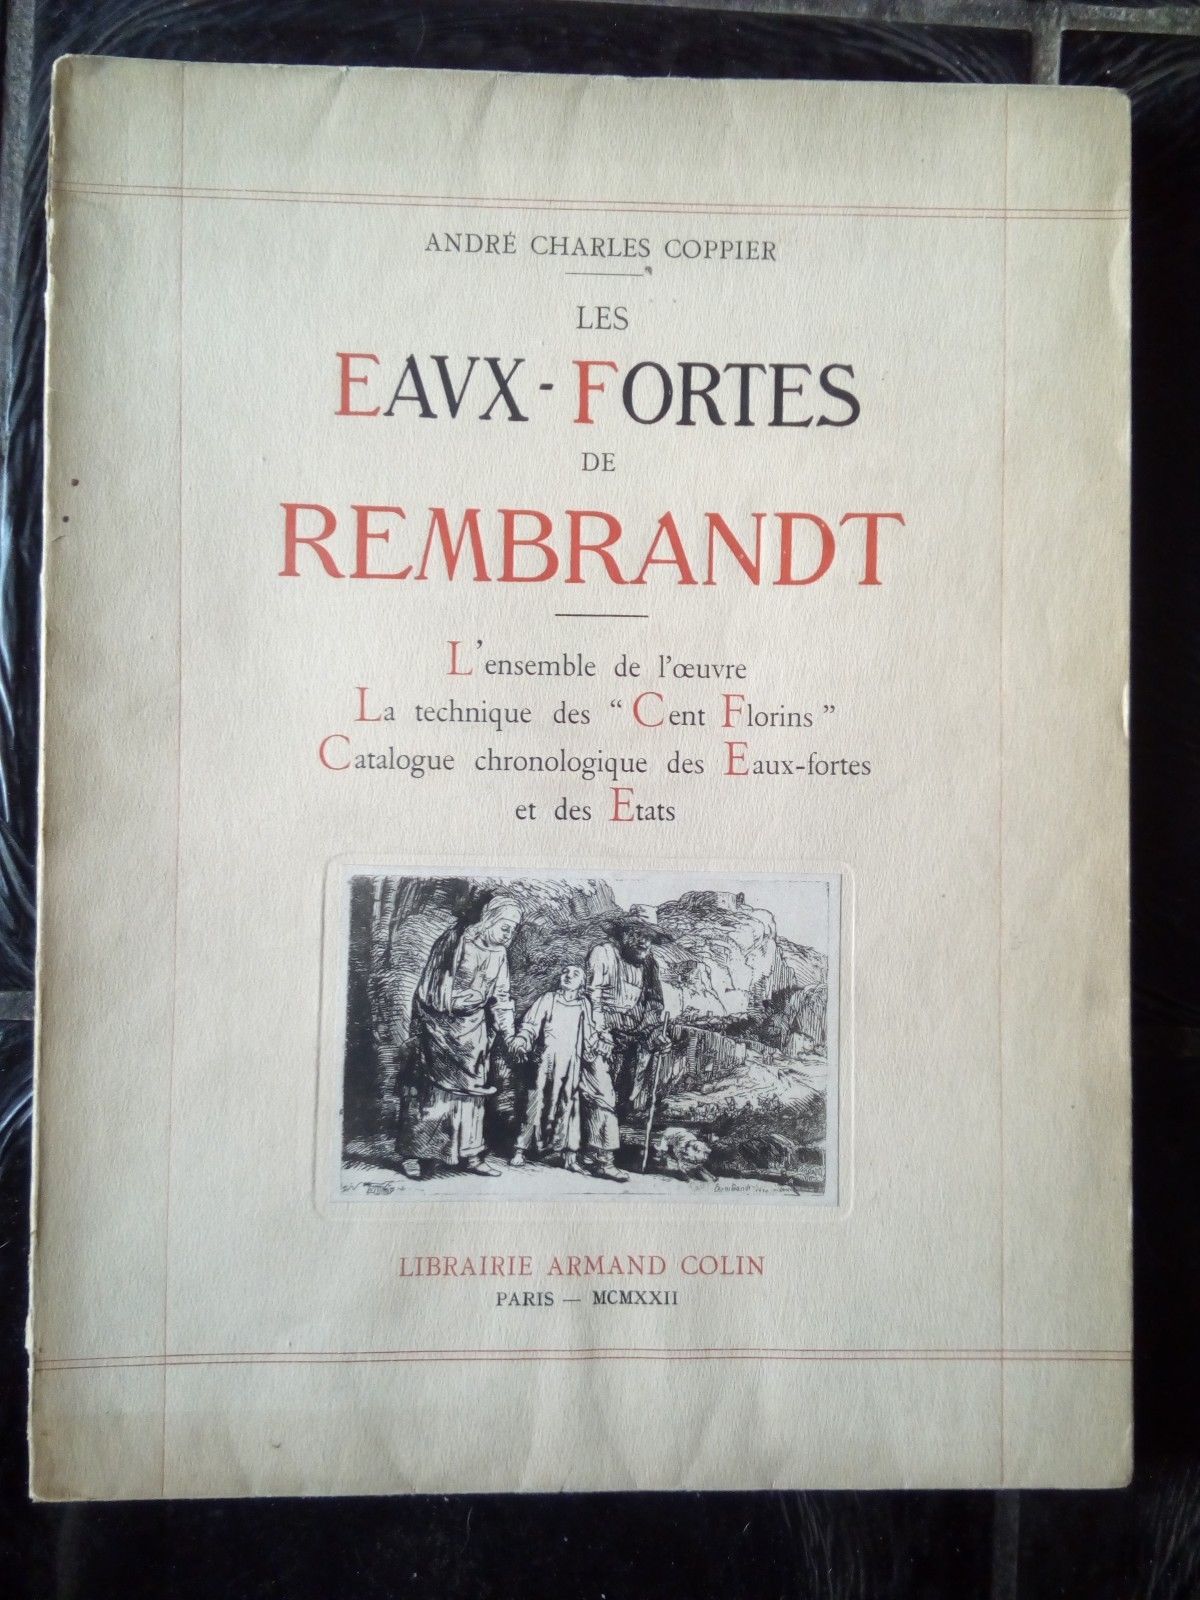 ANDRÉ CHARLES COPPIER
LES
EAVX-FORTES
DE
REMBRANDT
L'ensemble de l'œuvre
La technique des “Cent Florins”
Catalogue chronologique des Eaux-fortes
et des Etats
Rembrandt
LIBRAIRIE ARMAND COLIN
PARIS — MCMXXII